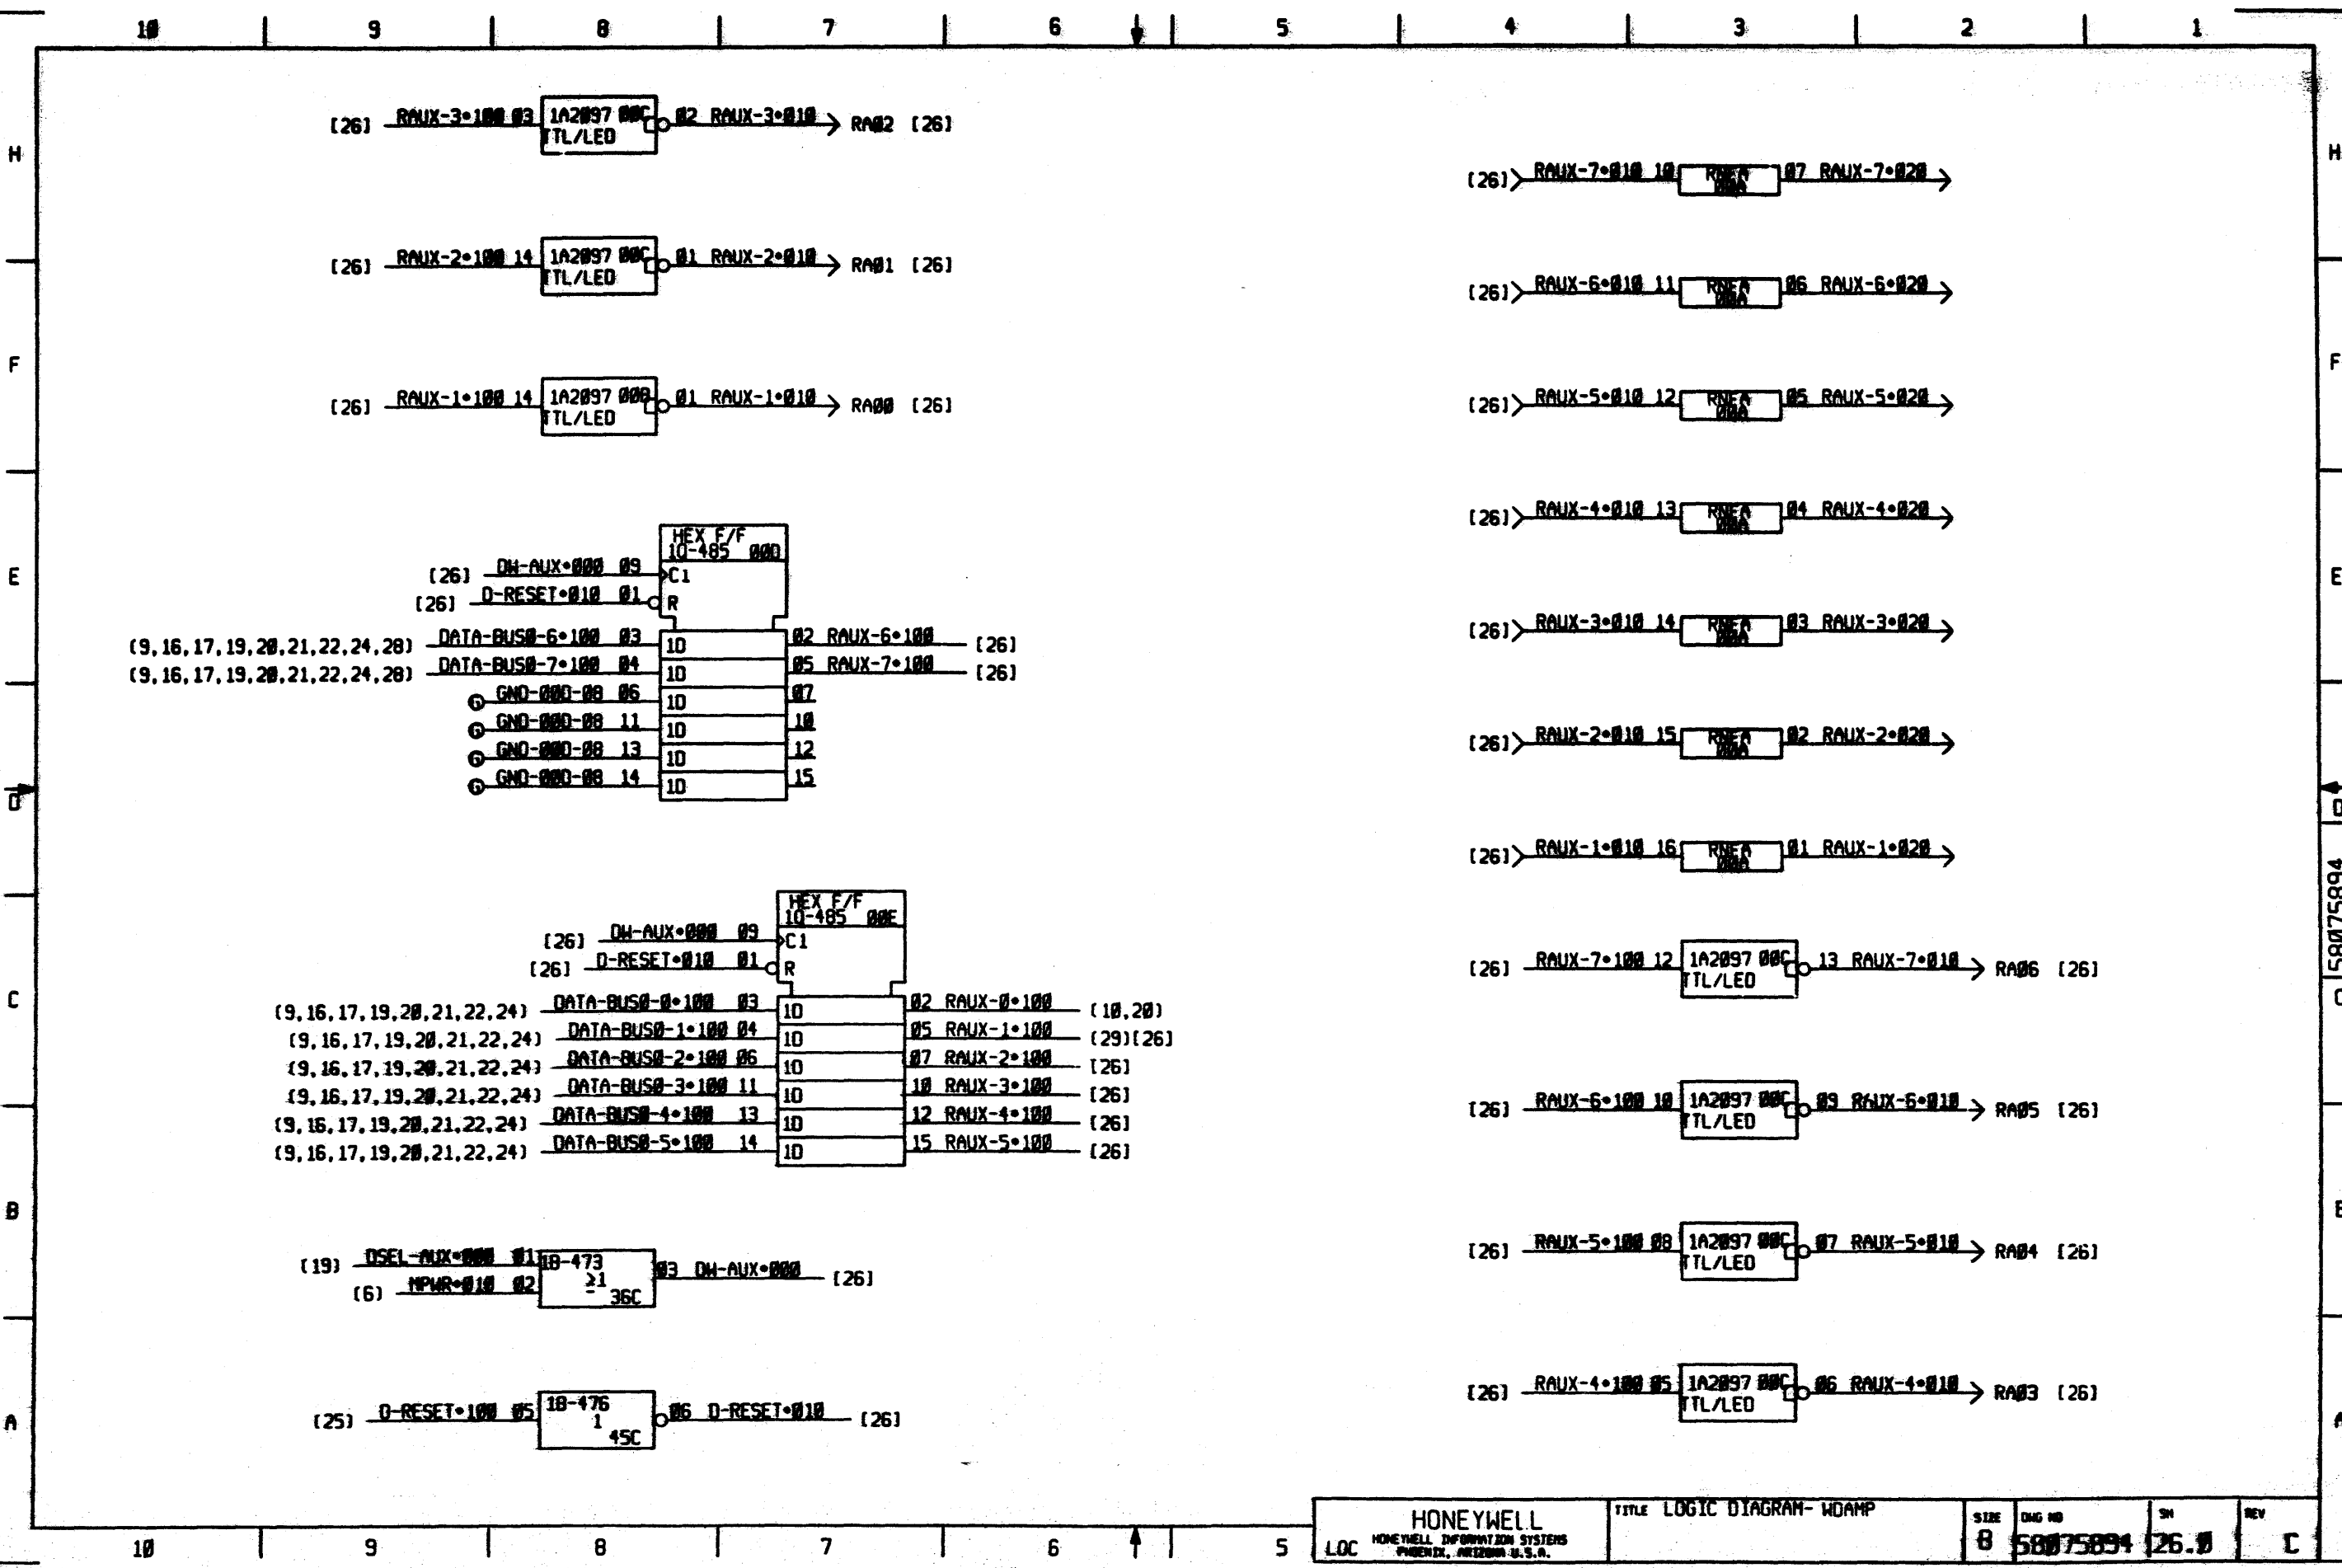 10 9 8 7 6 5 4 3 2 1
H
[26] RAUX-3•100 03 1A2097 00C 02 RAUX-3•010 RA02 [26]
TTL/LED
[26] RAUX-2•100 14 1A2097 00C 01 RAUX-2•010 RA01 [26]
TTL/LED
F
[26] RAUX-1•100 14 1A2097 00B 01 RAUX-1•010 RA00 [26]
TTL/LED
E
HEX F/F
1Q-485 00D
[26] DW-AUX•000 09 C1
[26] D-RESET•010 01 R
(9,16,17,19,20,21,22,24,28) DATA-BUS0-6•100 03 1D 02 RAUX-6•100 [26]
(9,16,17,19,20,21,22,24,28) DATA-BUS0-7•100 04 1D 05 RAUX-7•100 [26]
G GND-00D-08 06 1D 07
G GND-00D-08 11 1D 10
G GND-00D-08 13 1D 12
G GND-00D-08 14 1D 15
D
HEX F/F
1Q-485 00E
[26] DW-AUX•000 09 C1
[26] D-RESET•010 01 R
C
(9,16,17,19,20,21,22,24) DATA-BUS0-0•100 03 1D 02 RAUX-0•100 (10,20)
(9,16,17,19,20,21,22,24) DATA-BUS0-1•100 04 1D 05 RAUX-1•100 (29)[26]
(9,16,17,19,20,21,22,24) DATA-BUS0-2•100 06 1D 07 RAUX-2•100 [26]
(9,16,17,19,20,21,22,24) DATA-BUS0-3•100 11 1D 10 RAUX-3•100 [26]
(9,16,17,19,20,21,22,24) DATA-BUS0-4•100 13 1D 12 RAUX-4•100 [26]
(9,16,17,19,20,21,22,24) DATA-BUS0-5•100 14 1D 15 RAUX-5•100 [26]
B
(19) DSEL-AUX•000 01 1B-473 03 DW-AUX•000 [26]
(6) MPWR•010 02 ≥1
36C
A
(25) D-RESET•100 05 1B-476 06 D-RESET•010 [26]
1
45C
H
[26] RAUX-7•010 10 RNFA 07 RAUX-7•020
00A
[26] RAUX-6•010 11 RNFA 06 RAUX-6•020
00A
F
[26] RAUX-5•010 12 RNFA 05 RAUX-5•020
00A
[26] RAUX-4•010 13 RNFA 04 RAUX-4•020
00A
E
[26] RAUX-3•010 14 RNFA 03 RAUX-3•020
00A
[26] RAUX-2•010 15 RNFA 02 RAUX-2•020
00A
D
[26] RAUX-1•010 16 RNFA 01 RAUX-1•020
00A
58075894
[26] RAUX-7•100 12 1A2097 00C 13 RAUX-7•010 RA06 [26]
TTL/LED
C
[26] RAUX-6•100 10 1A2097 00C 09 RAUX-6•010 RA05 [26]
TTL/LED
B
[26] RAUX-5•100 08 1A2097 00C 07 RAUX-5•010 RA04 [26]
TTL/LED
[26] RAUX-4•100 05 1A2097 00C 06 RAUX-4•010 RA03 [26]
TTL/LED
A
10 9 8 7 6 5
LOC HONEYWELL
HONEYWELL INFORMATION SYSTEMS
PHOENIX, ARIZONA U.S.A.
TITLE LOGIC DIAGRAM- WDAMP
SIZE B
DWG NO 58075894
SH 26.0
REV C